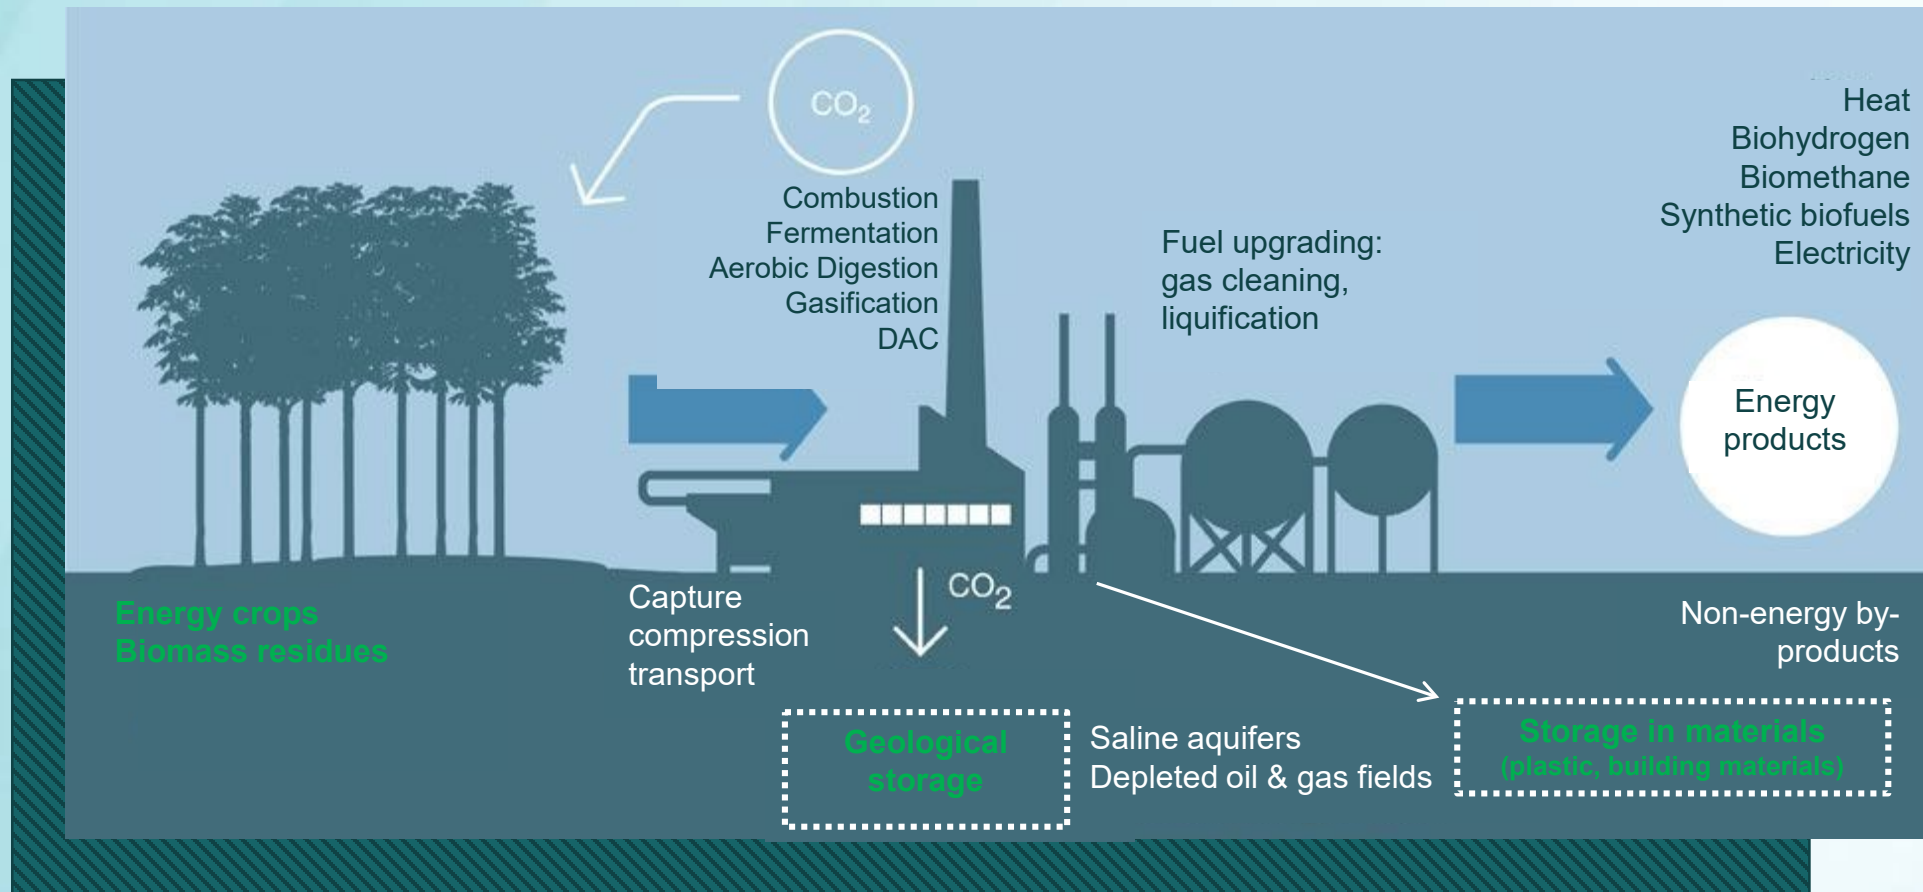 CO₂
Combustion
Fermentation
Aerobic Digestion
Gasification
DAC
Fuel upgrading:
gas cleaning,
liquification
Heat
Biohydrogen
Biomethane
Synthetic biofuels
Electricity
Energy
products
Energy crops
Biomass residues
Capture
compression
transport
CO₂
Geological
storage
Saline aquifers
Depleted oil & gas fields
Non-energy by-
products
Storage in materials
(plastic, building materials)